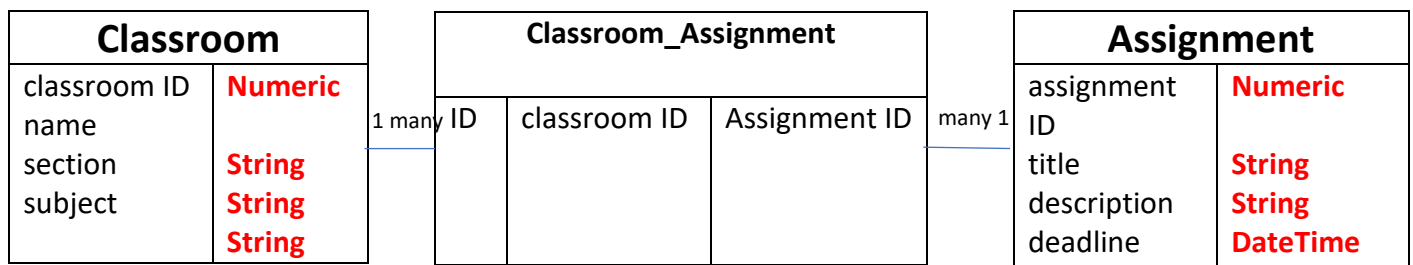 Classroom
classroom ID Numeric
name
section String
subject String
String
1 many
Classroom_Assignment
ID classroom ID Assignment ID
many 1
Assignment
assignment Numeric
ID
title String
description String
deadline DateTime